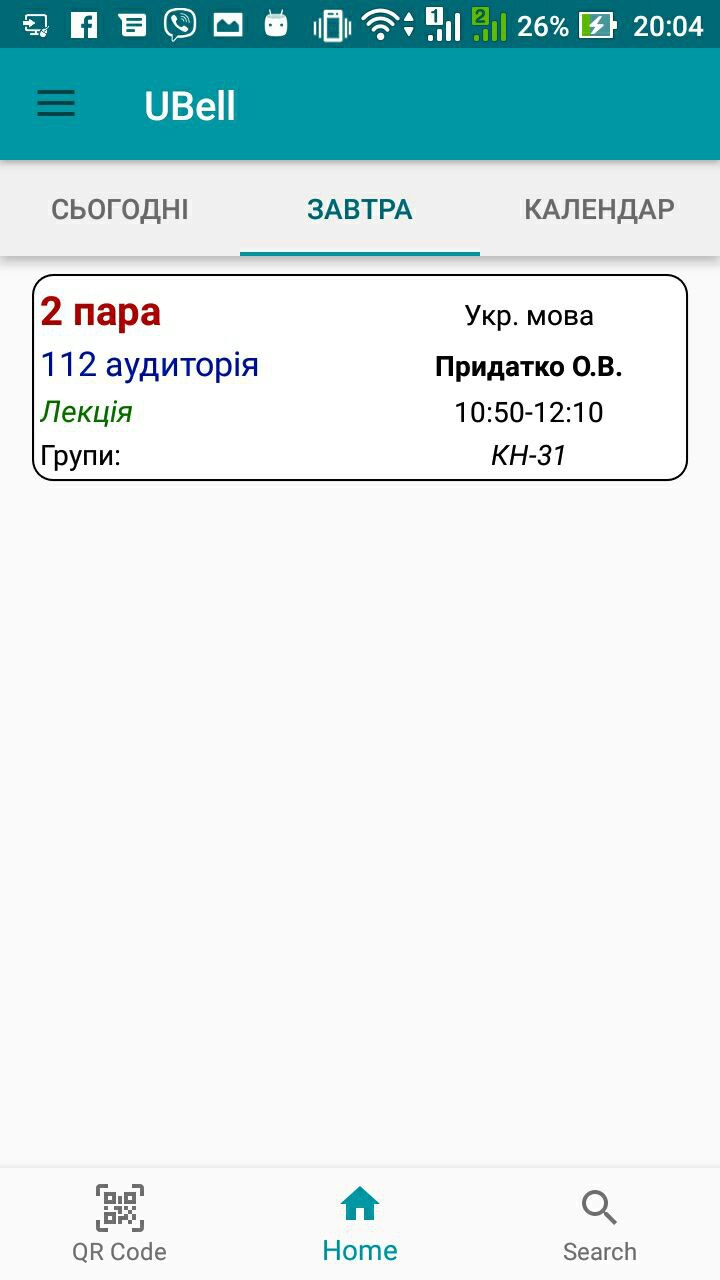 1 2 26% 20:04
UBell
СЬОГОДНІ ЗАВТРА КАЛЕНДАР
2 пара Укр. мова
112 аудиторія Придатко О.В.
Лекція 10:50-12:10
Групи: КН-31
QR Code Home Search